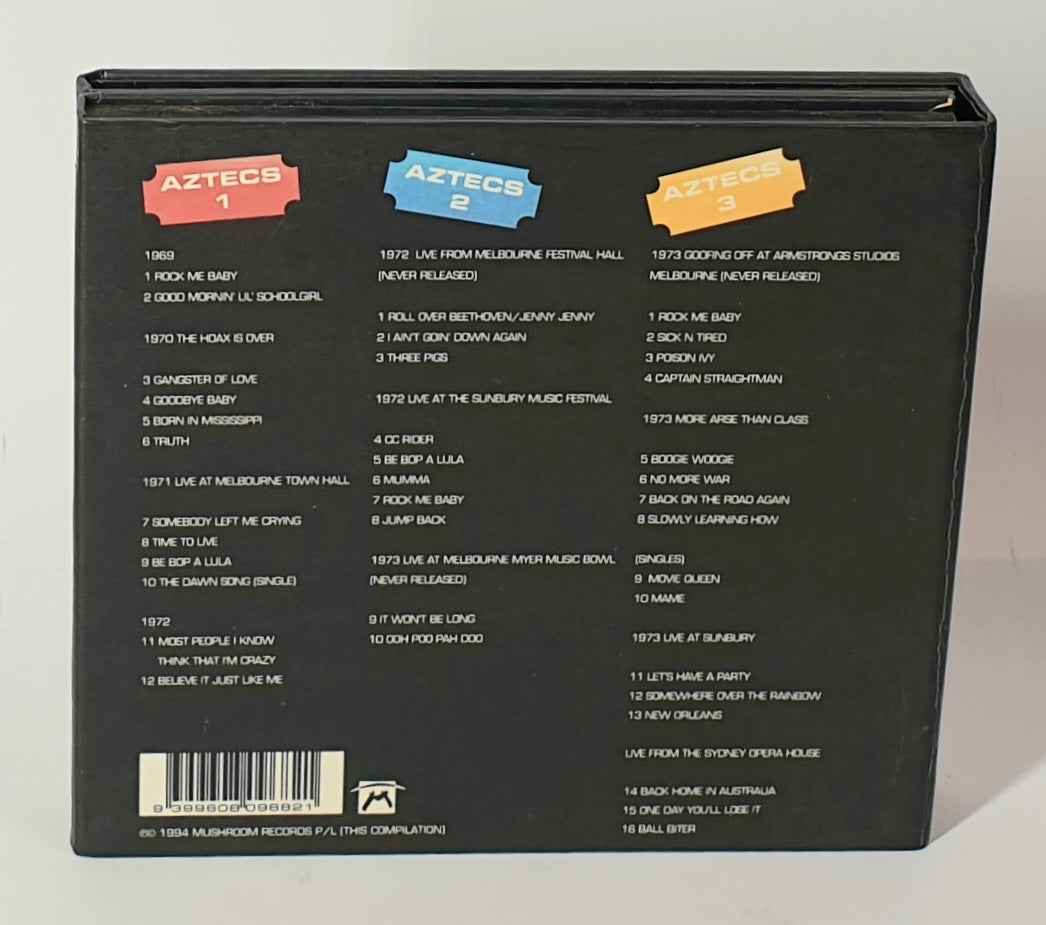 AZTECS
1
1969
1 ROCK ME BABY
2 GOOD MORNIN' LIL' SCHOOLGIRL
1970 THE HOAX IS OVER
3 GANGSTER OF LOVE
4 GOODBYE BABY
5 BORN IN MISSISSIPPI
6 TRUTH
1971 LIVE AT MELBOURNE TOWN HALL
7 SOMEBODY LEFT ME CRYING
8 TIME TO LIVE
9 BE BOP A LULA
10 THE DAWN SONG (SINGLE)
1972
11 MOST PEOPLE I KNOW
THINK THAT I'M CRAZY
12 BELIEVE IT JUST LIKE ME
AZTECS
2
1972 LIVE FROM MELBOURNE FESTIVAL HALL
(NEVER RELEASED)
1 ROLL OVER BEETHOVEN/JENNY JENNY
2 I AIN'T GOIN' DOWN AGAIN
3 THREE PIGS
1972 LIVE AT THE SUNBURY MUSIC FESTIVAL
4 CC RIDER
5 BE BOP A LULA
6 MUMMA
7 ROCK ME BABY
8 JUMP BACK
1973 LIVE AT MELBOURNE MYER MUSIC BOWL
(NEVER RELEASED)
9 IT WON'T BE LONG
10 OOH POO PAH DOO
AZTECS
3
1973 GOOFING OFF AT ARMSTRONGS STUDIOS
MELBOURNE (NEVER RELEASED)
1 ROCK ME BABY
2 SICK N TIRED
3 POISON IVY
4 CAPTAIN STRAIGHTMAN
1973 MORE ARSE THAN CLASS
5 BOOGIE WOOGIE
6 NO MORE WAR
7 BACK ON THE ROAD AGAIN
8 SLOWLY LEARNING HOW
(SINGLES)
9 MOVIE QUEEN
10 MAME
1973 LIVE AT SUNBURY
11 LET'S HAVE A PARTY
12 SOMEWHERE OVER THE RAINBOW
13 NEW ORLEANS
LIVE FROM THE SYDNEY OPERA HOUSE
14 BACK HOME IN AUSTRALIA
15 ONE DAY YOU'LL LOSE IT
16 BALL BITER
9 399608 096821
℗© 1994 MUSHROOM RECORDS P/L (THIS COMPILATION)